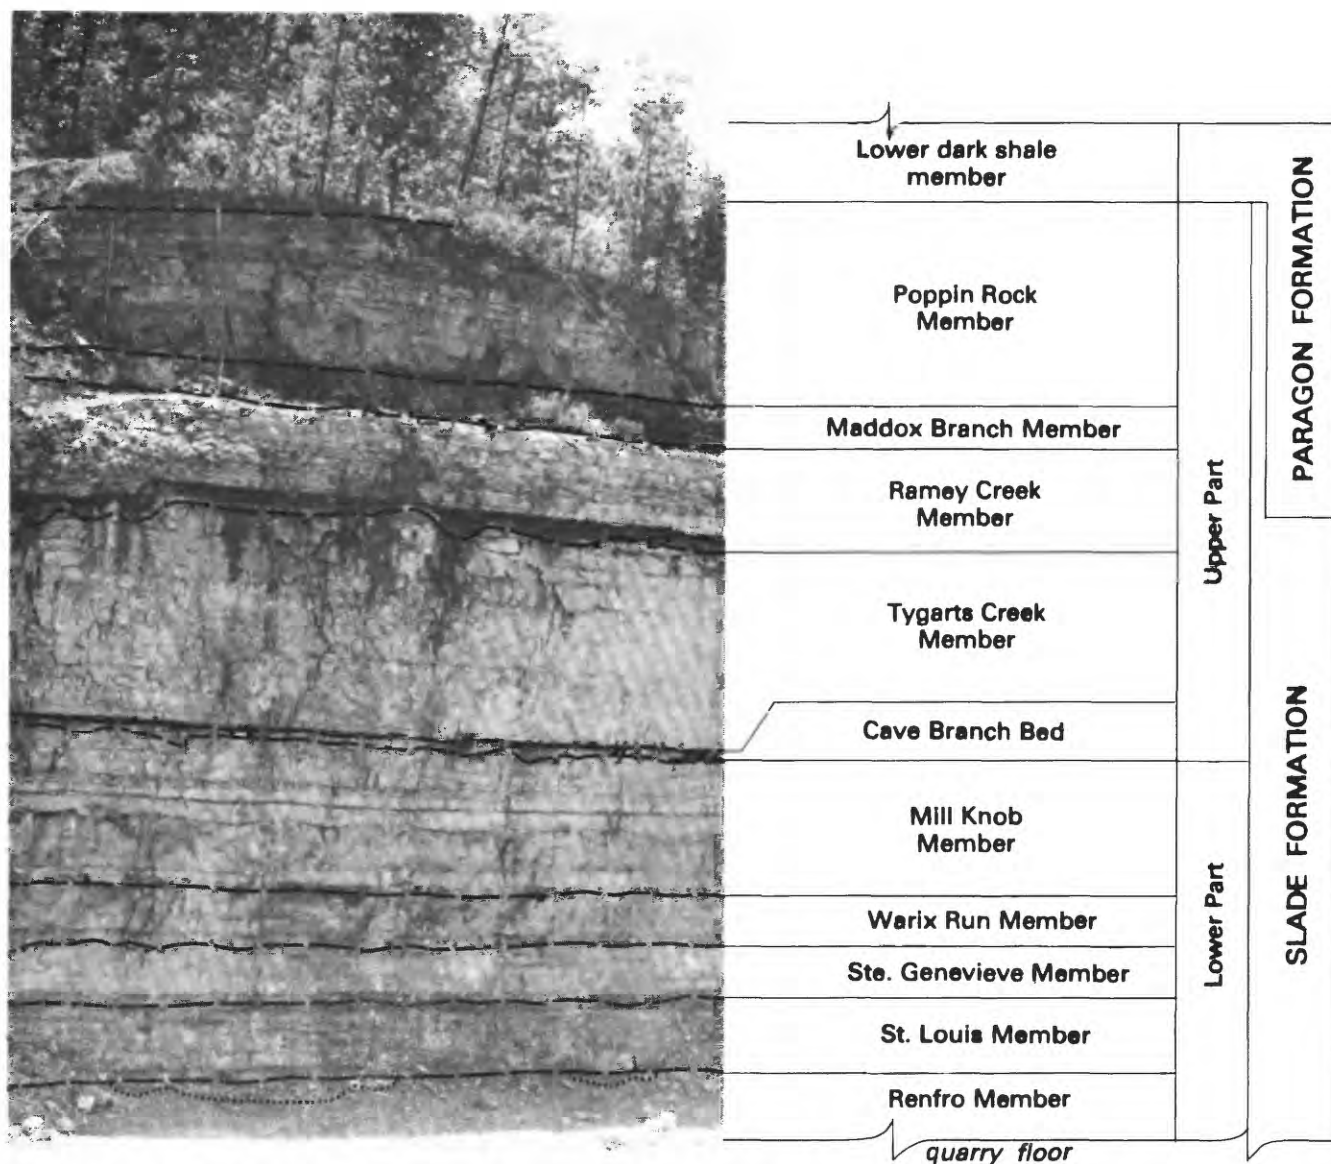 Lower dark shale
member
Poppin Rock
Member
Maddox Branch Member
Ramey Creek
Member
Tygarts Creek
Member
Cave Branch Bed
Mill Knob
Member
Warix Run Member
Ste. Genevieve Member
St. Louis Member
Renfro Member
quarry floor
Upper Part
Lower Part
PARAGON FORMATION
SLADE FORMATION